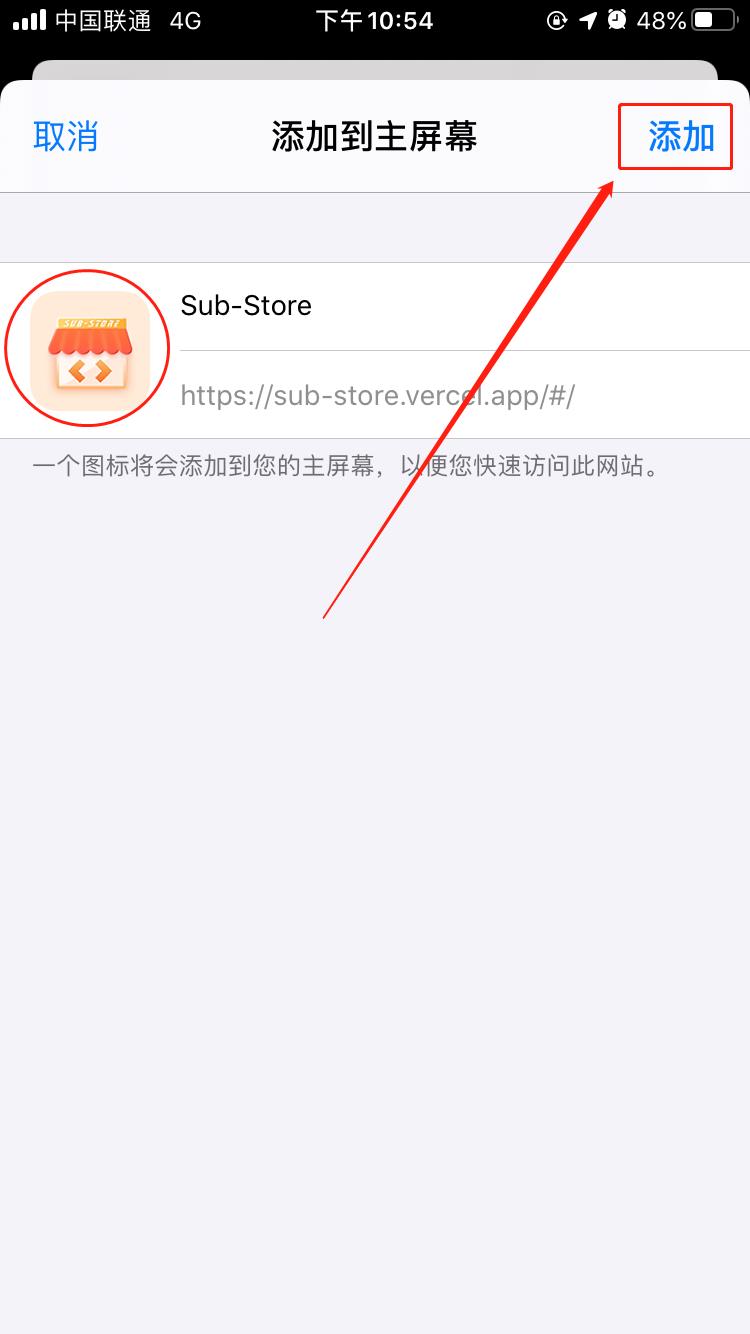 中国联通 4G 下午10:54 48%
取消 添加到主屏幕 添加
SUB-STORE
Sub-Store
https://sub-store.vercel.app/#/
一个图标将会添加到您的主屏幕，以便您快速访问此网站。